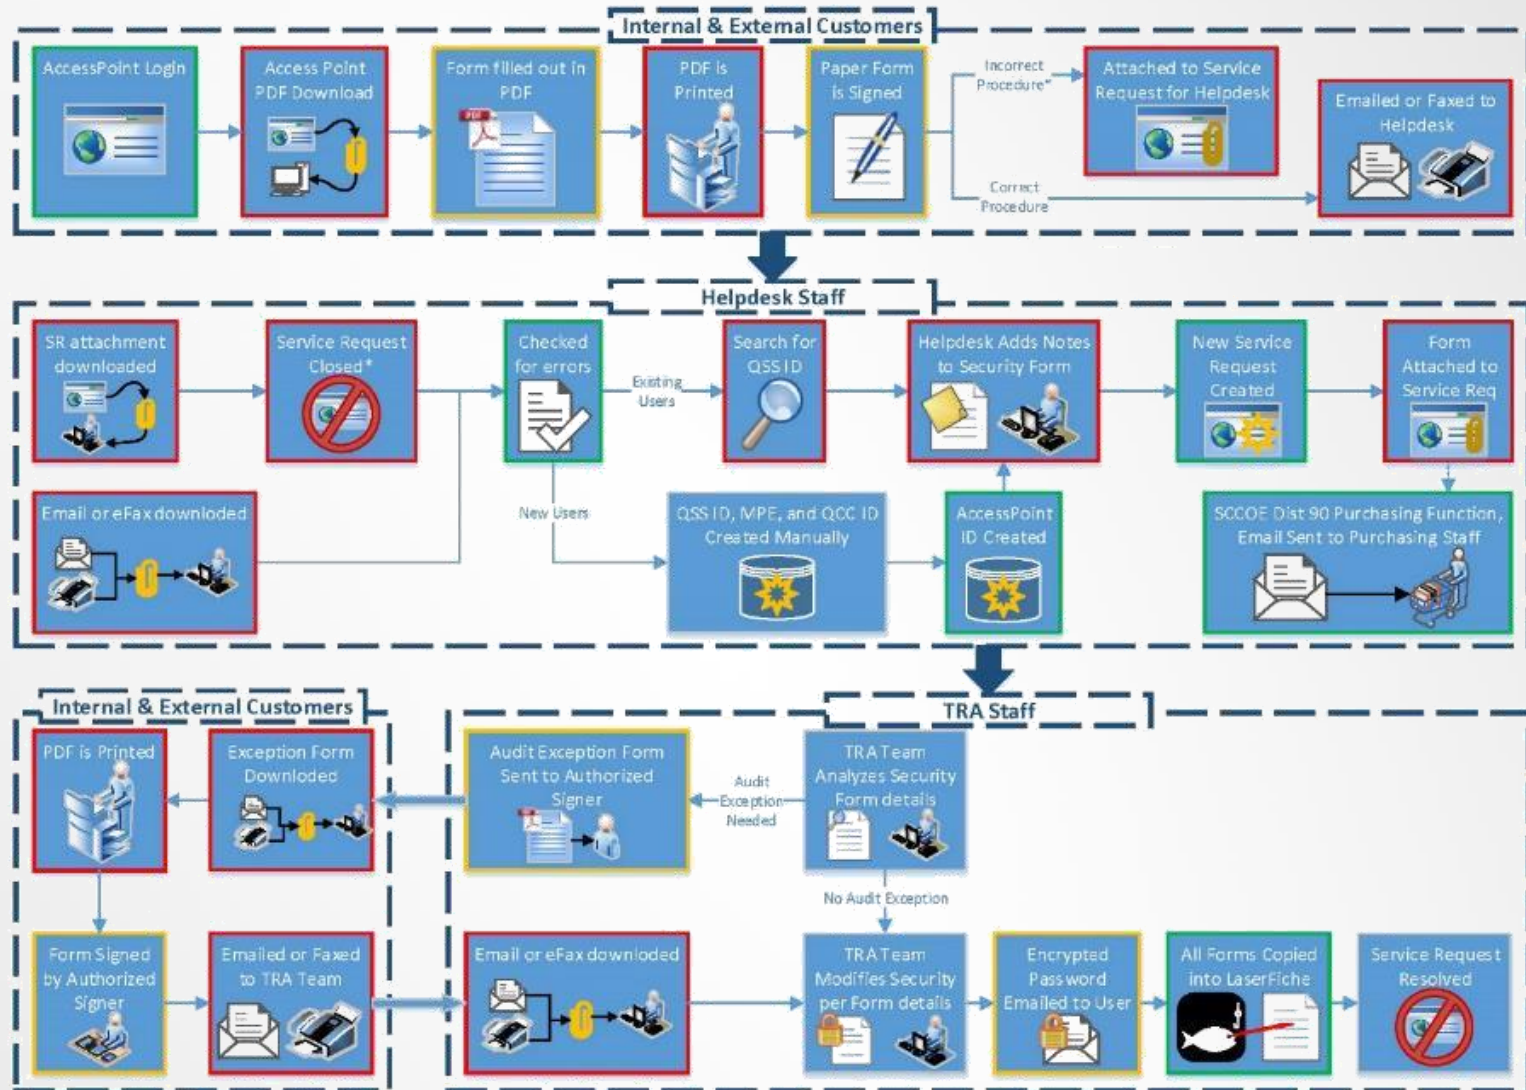 Internal & External Customers
AccessPoint Login
Access Point
PDF Download
Form filled out in
PDF
PDF is
Printed
Paper Form
is Signed
Incorrect
Procedure*
Attached to Service
Request for Helpdesk
Correct
Procedure
Emailed or Faxed to
Helpdesk
Helpdesk Staff
SR attachment
downloaded
Service Request
Closed*
Checked
for errors
Existing
Users
Search for
QSS ID
Helpdesk Adds Notes
to Security Form
New Service
Request
Created
Form
Attached to
Service Req
Email or eFax downloded
New Users
QSS ID, MPE, and QCC ID
Created Manually
AccessPoint
ID Created
SCCOE Dist 90 Purchasing Function,
Email Sent to Purchasing Staff
Internal & External Customers
PDF is Printed
Exception Form
Downloded
Form Signed
by Authorized
Signer
Emailed or Faxed
to TRA Team
TRA Staff
Audit Exception Form
Sent to Authorized
Signer
Audit
Exception
Needed
TRA Team
Analyzes Security
Form details
No Audit Exception
Email or eFax downloded
TRA Team
Modifies Security
per Form details
Encrypted
Password
Emailed to User
All Forms Copied
into LaserFiche
Service Request
Resolved